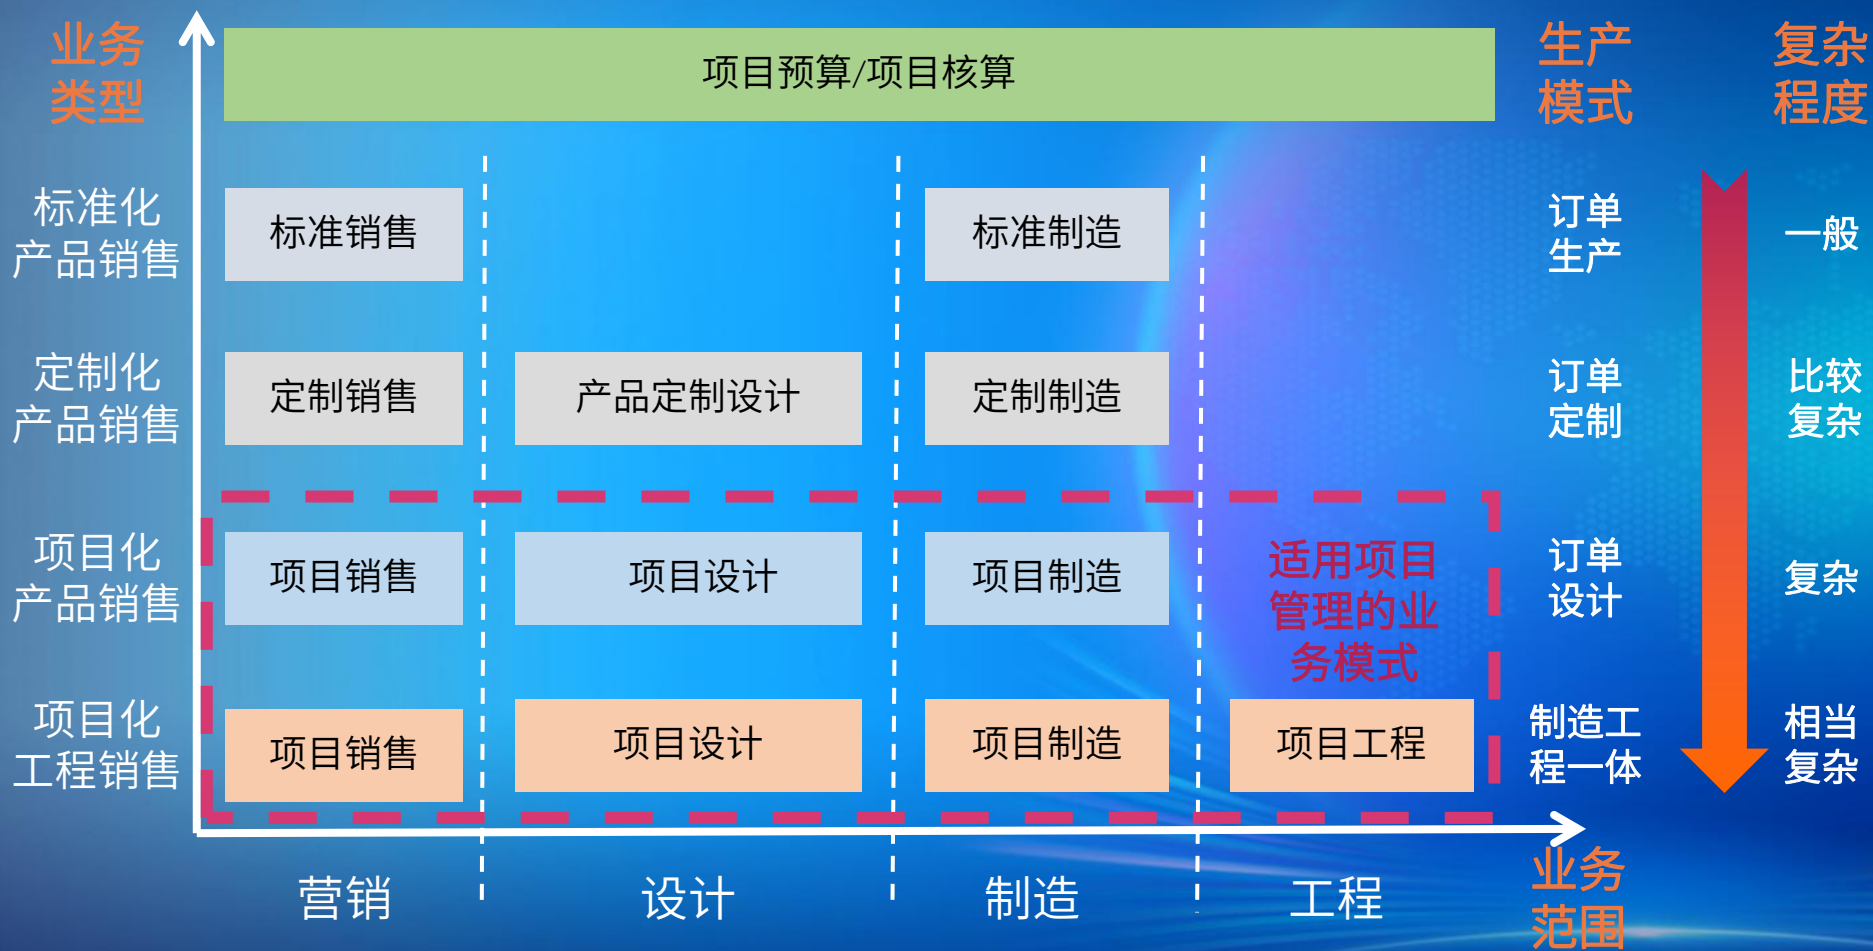 业务
类型
项目预算/项目核算
生产
模式
复杂
程度
标准化
产品销售
标准销售
标准制造
订单
生产
一般
定制化
产品销售
定制销售
产品定制设计
定制制造
订单
定制
比较
复杂
项目化
产品销售
项目销售
项目设计
项目制造
适用项目
管理的业
务模式
订单
设计
复杂
项目化
工程销售
项目销售
项目设计
项目制造
项目工程
制造工
程一体
相当
复杂
营销
设计
制造
工程
业务
范围